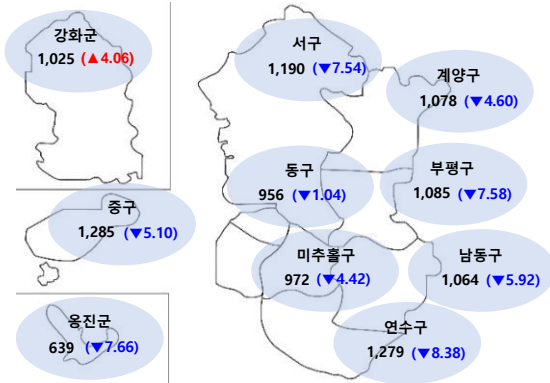 강화군
1,025 (▲4.06)
서구
1,190 (▼7.54)
계양구
1,078 (▼4.60)
동구
956 (▼1.04)
부평구
1,085 (▼7.58)
중구
1,285 (▼5.10)
미추홀구
972 (▼4.42)
남동구
1,064 (▼5.92)
옹진군
639 (▼7.66)
연수구
1,279 (▼8.38)